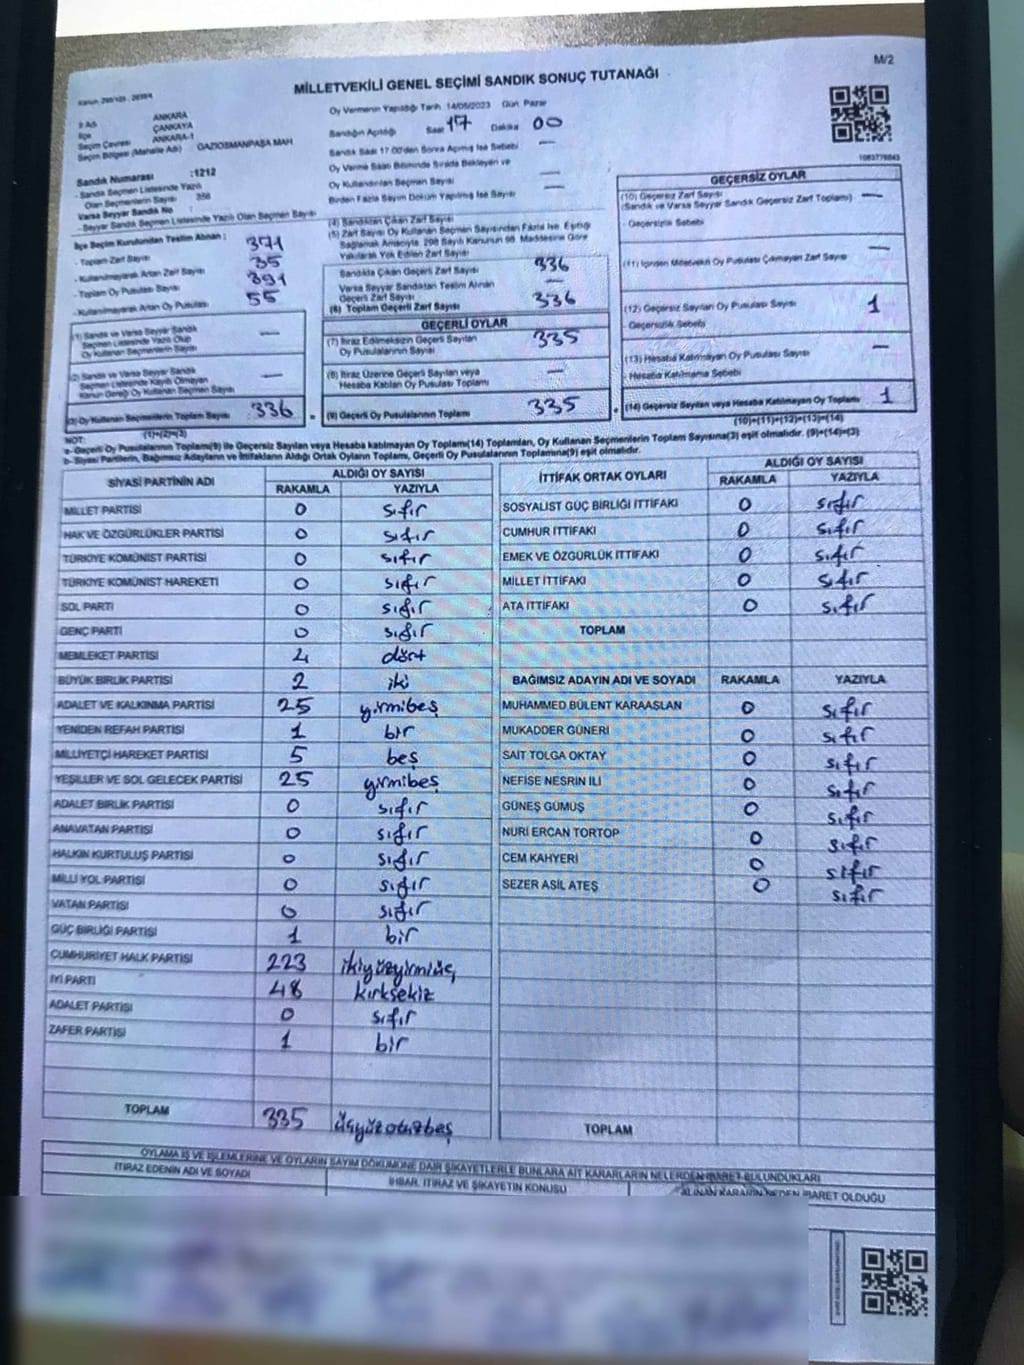 M/2
MİLLETVEKİLİ GENEL SEÇİMİ SANDIK SONUÇ TUTANAĞI
İl Adı ANKARA
İlçe ÇANKAYA
Seçim Çevresi ANKARA-1
Seçim Bölgesi (Mahalle Adı) GAZİOSMANPAŞA MAH
Sandık Numarası :1212
- Sandık Seçmen Listesinde Yazılı
Olan Seçmenlerin Sayısı 356
Varsa Seyyar Sandık No
- Seyyar Sandık Seçmen Listesinde Yazılı Olan Seçmen Sayısı
İlçe Seçim Kurulundan Teslim Alınan :
- Toplam Zarf Sayısı 371
- Kullanılmayarak Artan Zarf Sayısı 35
- Toplam Oy Pusulası Sayısı 391
- Kullanılmayarak Artan Oy Pusulası 55
Oy Vermenin Yapıldığı Tarih 14/05/2023 Gün Pazar
Sandığın Açıldığı Saat 17 Dakika 00
Sandık Saat 17.00'den Sonra Açılmış İse Sebebi —
Oy Verme Saati Bitiminde Sırada Bekleyen ve
Oy Kullandırılan Seçmen Sayısı —
Birden Fazla Sayım Döküm Yapılmış İse Sayısı —
(4) Sandıktan Çıkan Zarf Sayısı
(5) Zarf Sayısı Oy Kullanan Seçmen Sayısından Fazla İse, Eşitliği
Sağlamak Amacıyla, 298 Sayılı Kanunun 98. Maddesine Göre
Yakılarak Yok Edilen Zarf Sayısı
Sandıkta Çıkan Geçerli Zarf Sayısı 336
Varsa Seyyar Sandıktan Teslim Alınan
Geçerli Zarf Sayısı —
(6) Toplam Geçerli Zarf Sayısı 336
GEÇERSİZ OYLAR
(10) Geçersiz Zarf Sayısı —
(Sandık ve Varsa Seyyar Sandık Geçersiz Zarf Toplamı)
- Geçersizlik Sebebi
(11) İçinden Milletvekili Oy Pusulası Çıkmayan Zarf Sayısı —
(12) Geçersiz Sayılan Oy Pusulası Sayısı 1
- Geçersizlik Sebebi
(13) Hesaba Katılmayan Oy Pusulası Sayısı —
- Hesaba Katılmama Sebebi
(14) Geçersiz Sayılan veya Hesaba Katılmayan Oy Toplamı 1
(10)+(11)+(12)+(13)=(14)
(1) Sandık ve Varsa Seyyar Sandık
Seçmen Listesinde Yazılı Olup
Oy Kullanan Seçmenlerin Sayısı —
(2) Sandık ve Varsa Seyyar Sandık
Seçmen Listesinde Kayıtlı Olmayan
Kanun Gereği Oy Kullanan Seçmen Sayısı —
(3) Oy Kullanan Seçmenlerin Toplam Sayısı : 336
(1)+(2)=(3)
GEÇERLİ OYLAR
(7) İtiraz Edilmeksizin Geçerli Sayılan
Oy Pusulalarının Sayısı 335
(8) İtiraz Üzerine Geçerli Sayılan veya
Hesaba Katılan Oy Pusulası Toplamı —
(9) Geçerli Oy Pusulalarının Toplamı 335
NOT:
a- Geçerli Oy Pusulalarının Toplamı(9) ile Geçersiz Sayılan veya Hesaba katılmayan Oy Toplamı(14) Toplamları, Oy Kullanan Seçmenlerin Toplam Sayısına(3) eşit olmalıdır. (9)+(14)=(3)
b- Siyasi Partilerin, Bağımsız Adayların ve İttifakların Aldığı Ortak Oyların Toplamı, Geçerli Oy Pusulalarının Toplamına(9) eşit olmalıdır.
SİYASİ PARTİNİN ADI ALDIĞI OY SAYISI
RAKAMLA YAZIYLA
MİLLET PARTİSİ 0 sıfır
HAK VE ÖZGÜRLÜKLER PARTİSİ 0 sıfır
TÜRKİYE KOMÜNİST PARTİSİ 0 sıfır
TÜRKİYE KOMÜNİST HAREKETİ 0 sıfır
SOL PARTİ 0 sıfır
GENÇ PARTİ 0 sıfır
MEMLEKET PARTİSİ 4 dört
BÜYÜK BİRLİK PARTİSİ 2 iki
ADALET VE KALKINMA PARTİSİ 25 yirmibeş
YENİDEN REFAH PARTİSİ 1 bir
MİLLİYETÇİ HAREKET PARTİSİ 5 beş
YEŞİLLER VE SOL GELECEK PARTİSİ 25 yirmibeş
ADALET BİRLİK PARTİSİ 0 sıfır
ANAVATAN PARTİSİ 0 sıfır
HALKIN KURTULUŞ PARTİSİ 0 sıfır
MİLLİ YOL PARTİSİ 0 sıfır
VATAN PARTİSİ 0 sıfır
GÜÇ BİRLİĞİ PARTİSİ 1 bir
CUMHURİYET HALK PARTİSİ 223 ikiyüzyirmiüç
İYİ PARTİ 48 kırksekiz
ADALET PARTİSİ 0 sıfır
ZAFER PARTİSİ 1 bir
TOPLAM 335 üçyüzotuzbeş
İTTİFAK ORTAK OYLARI ALDIĞI OY SAYISI
RAKAMLA YAZIYLA
SOSYALİST GÜÇ BİRLİĞİ İTTİFAKI 0 sıfır
CUMHUR İTTİFAKI 0 sıfır
EMEK VE ÖZGÜRLÜK İTTİFAKI 0 sıfır
MİLLET İTTİFAKI 0 sıfır
ATA İTTİFAKI 0 sıfır
TOPLAM
BAĞIMSIZ ADAYIN ADI VE SOYADI RAKAMLA YAZIYLA
MUHAMMED BÜLENT KARAASLAN 0 sıfır
MUKADDER GÜNERİ 0 sıfır
SAİT TOLGA OKTAY 0 sıfır
NEFİSE NESRİN İLİ 0 sıfır
GÜNEŞ GÜMÜŞ 0 sıfır
NURİ ERCAN TORTOP 0 sıfır
CEM KAHYERİ 0 sıfır
SEZER ASİL ATEŞ 0 sıfır
TOPLAM
OYLAMA İŞ VE İŞLEMLERİNE VE OYLARIN SAYIM DÖKÜMÜNE DAİR ŞİKAYETLERLE BUNLARA AİT KARARLARIN NELERDEN İBARET BULUNDUKLARI
İTİRAZ EDENİN ADI VE SOYADI
İHBAR, İTİRAZ VE ŞİKAYETİN KONUSU
ALINAN KARARIN NEDEN İBARET OLDUĞU